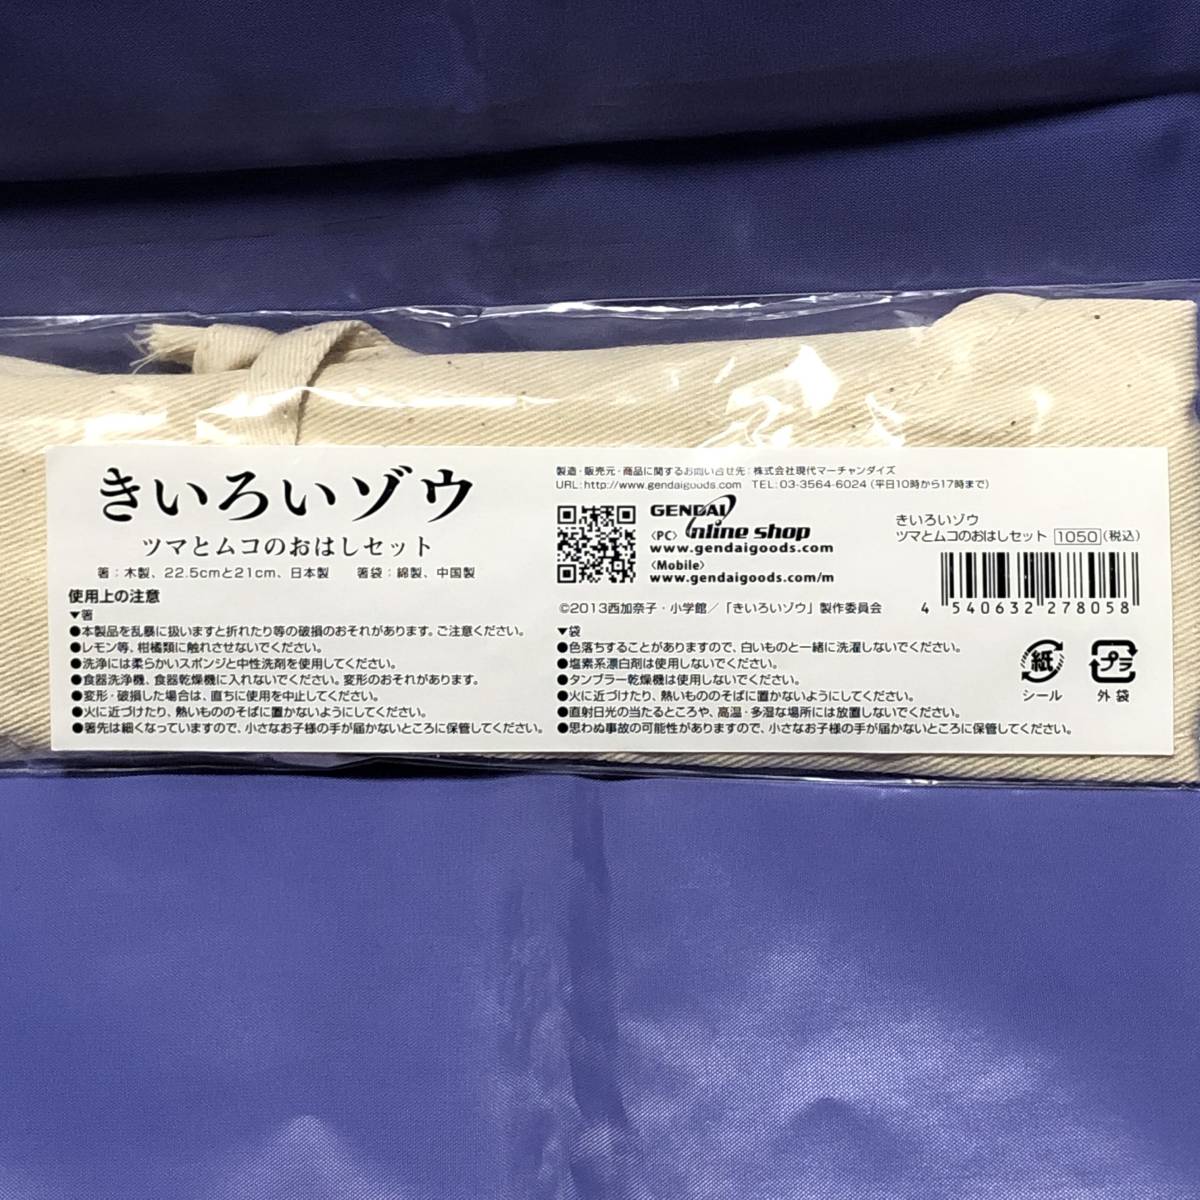 きいろいゾウ
ツマとムコのおはしセット
箸：木製、22.5cmと21cm、日本製　箸袋：綿製、中国製
使用上の注意
▼箸
●本製品を乱暴に扱いますと折れたり等の破損のおそれがあります。ご注意ください。
●レモン等、柑橘類に触れさせないでください。
●洗浄には柔らかいスポンジと中性洗剤を使用してください。
●食器洗浄機、食器乾燥機に入れないでください。変形のおそれがあります。
●変形・破損した場合は、直ちに使用を中止してください。
●火に近づけたり、熱いもののそばに置かないようにしてください。
●箸先は細くなっていますので、小さなお子様の手が届かないところに保管してください。
製造・販売元・商品に関するお問い合せ先：株式会社現代マーチャンダイズ
URL:http://www.gendaigoods.com　TEL:03-3564-6024（平日10時から17時まで）
GENDAI
Online shop
〈PC〉
www.gendaigoods.com
〈Mobile〉
www.gendaigoods.com/m
きいろいゾウ
ツマとムコのおはしセット 1050（税込）
4 540632 278058
©2013西加奈子・小学館／「きいろいゾウ」製作委員会
▼袋
●色落ちすることがありますので、白いものと一緒に洗濯しないでください。
●塩素系漂白剤は使用しないでください。
●タンブラー乾燥機は使用しないでください。
●火に近づけたり、熱いもののそばに置かないようにしてください。
●直射日光の当たるところや、高温・多湿な場所には放置しないでください。
●思わぬ事故の可能性がありますので、小さなお子様の手が届かないところに保管してください。
紙
シール
プラ
外袋